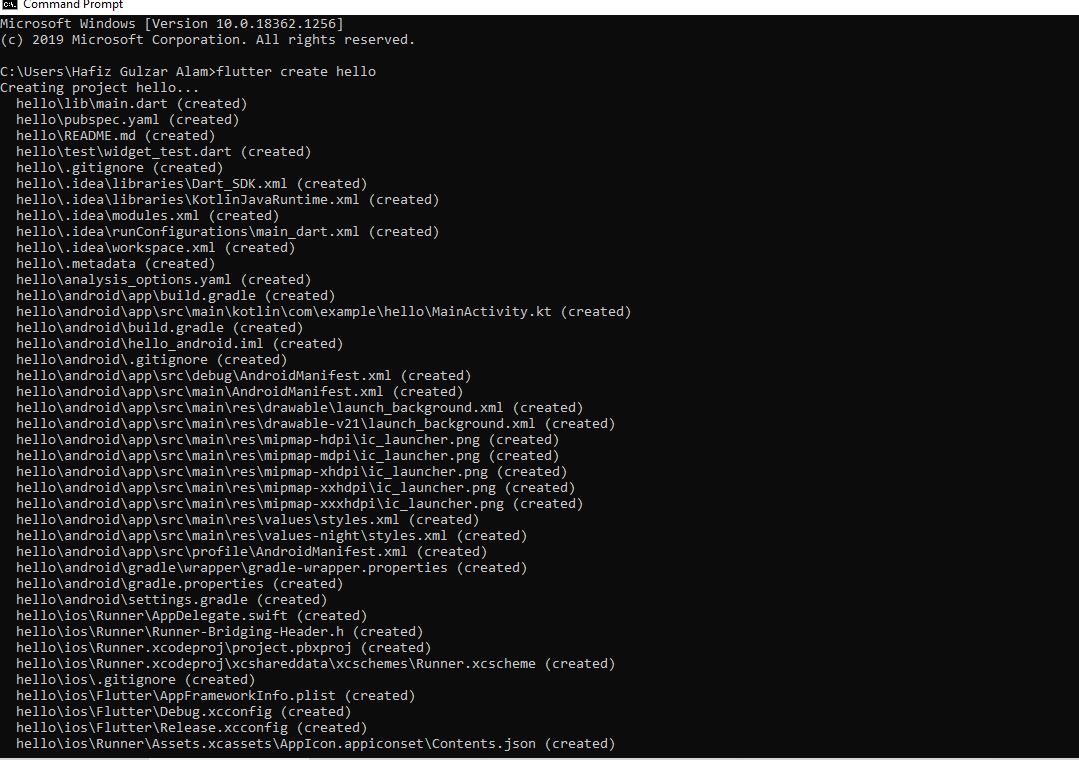 Command Prompt
Microsoft Windows [Version 10.0.18362.1256]
(c) 2019 Microsoft Corporation. All rights reserved.
C:\Users\Hafiz Gulzar Alam>flutter create hello
Creating project hello...
hello\lib\main.dart (created)
hello\pubspec.yaml (created)
hello\README.md (created)
hello\test\widget_test.dart (created)
hello\.gitignore (created)
hello\.idea\libraries\Dart_SDK.xml (created)
hello\.idea\libraries\KotlinJavaRuntime.xml (created)
hello\.idea\modules.xml (created)
hello\.idea\runConfigurations\main_dart.xml (created)
hello\.idea\workspace.xml (created)
hello\.metadata (created)
hello\analysis_options.yaml (created)
hello\android\app\build.gradle (created)
hello\android\app\src\main\kotlin\com\example\hello\MainActivity.kt (created)
hello\android\build.gradle (created)
hello\android\hello_android.iml (created)
hello\android\.gitignore (created)
hello\android\app\src\debug\AndroidManifest.xml (created)
hello\android\app\src\main\AndroidManifest.xml (created)
hello\android\app\src\main\res\drawable\launch_background.xml (created)
hello\android\app\src\main\res\drawable-v21\launch_background.xml (created)
hello\android\app\src\main\res\mipmap-hdpi\ic_launcher.png (created)
hello\android\app\src\main\res\mipmap-mdpi\ic_launcher.png (created)
hello\android\app\src\main\res\mipmap-xhdpi\ic_launcher.png (created)
hello\android\app\src\main\res\mipmap-xxhdpi\ic_launcher.png (created)
hello\android\app\src\main\res\mipmap-xxxhdpi\ic_launcher.png (created)
hello\android\app\src\main\res\values\styles.xml (created)
hello\android\app\src\main\res\values-night\styles.xml (created)
hello\android\app\src\profile\AndroidManifest.xml (created)
hello\android\gradle\wrapper\gradle-wrapper.properties (created)
hello\android\gradle.properties (created)
hello\android\settings.gradle (created)
hello\ios\Runner\AppDelegate.swift (created)
hello\ios\Runner\Runner-Bridging-Header.h (created)
hello\ios\Runner.xcodeproj\project.pbxproj (created)
hello\ios\Runner.xcodeproj\xcshareddata\xcschemes\Runner.xcscheme (created)
hello\ios\.gitignore (created)
hello\ios\Flutter\AppFrameworkInfo.plist (created)
hello\ios\Flutter\Debug.xcconfig (created)
hello\ios\Flutter\Release.xcconfig (created)
hello\ios\Runner\Assets.xcassets\AppIcon.appiconset\Contents.json (created)